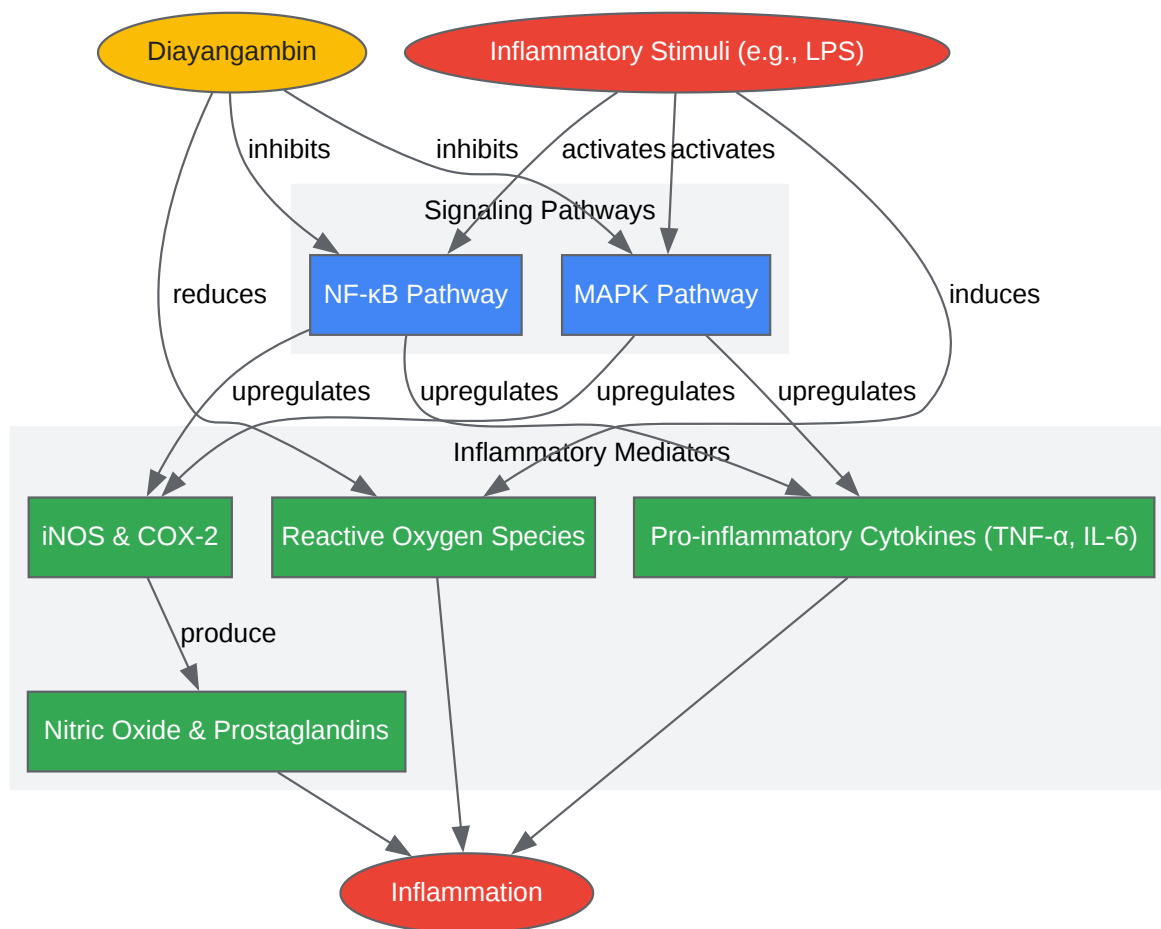 Diayangambin
Inflammatory Stimuli (e.g., LPS)
inhibits
inhibits
activates
activates
Signaling Pathways
reduces
NF-κB Pathway
MAPK Pathway
induces
upregulates
upregulates
upregulates
upregulates
Inflammatory Mediators
iNOS & COX-2
Reactive Oxygen Species
Pro-inflammatory Cytokines (TNF-α, IL-6)
produce
Nitric Oxide & Prostaglandins
Inflammation